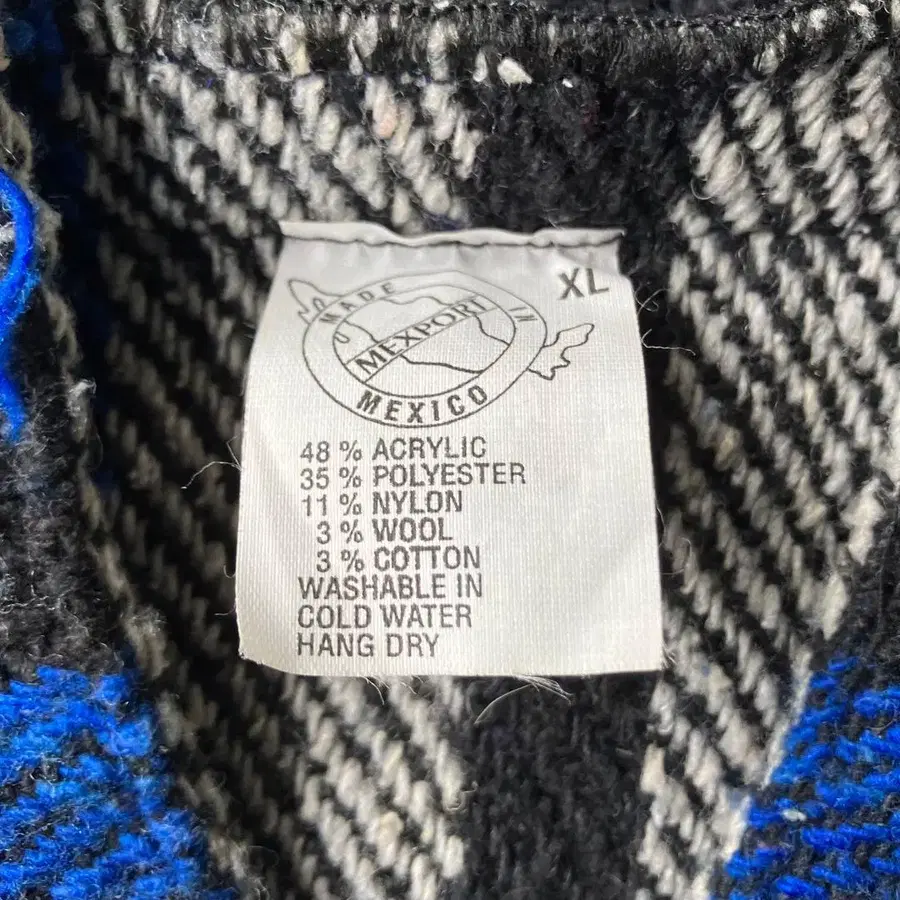 XL
MADE IN
MEXPORT
MEXICO
48 % ACRYLIC
35 % POLYESTER
11 % NYLON
3 % WOOL
3 % COTTON
WASHABLE IN
COLD WATER
HANG DRY